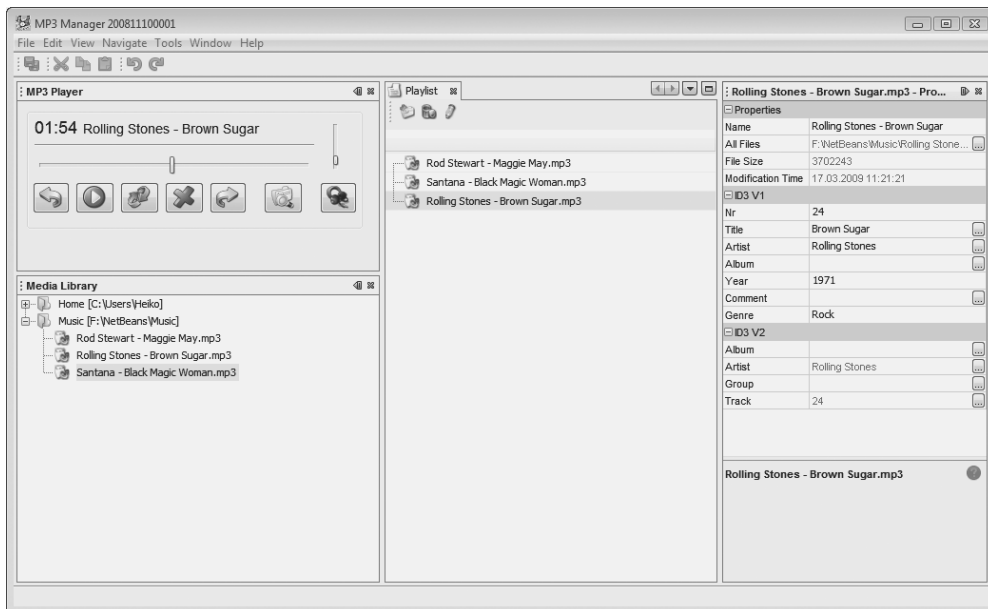 MP3 Manager 200811100001
File Edit View Navigate Tools Window Help
MP3 Player
01:54 Rolling Stones - Brown Sugar
Media Library
Home [C:\Users\Heiko]
Music [F:\NetBeans\Music]
Rod Stewart - Maggie May.mp3
Rolling Stones - Brown Sugar.mp3
Santana - Black Magic Woman.mp3
Playlist
Rod Stewart - Maggie May.mp3
Santana - Black Magic Woman.mp3
Rolling Stones - Brown Sugar.mp3
Rolling Stones - Brown Sugar.mp3 - Pro...
Properties
Name Rolling Stones - Brown Sugar
All Files F:\NetBeans\Music\Rolling Stone... ...
File Size 3702243
Modification Time 17.03.2009 11:21:21
ID3 V1
Nr 24
Title Brown Sugar ...
Artist Rolling Stones ...
Album ...
Year 1971
Comment ...
Genre Rock
ID3 V2
Album ...
Artist Rolling Stones ...
Group ...
Track 24 ...
Rolling Stones - Brown Sugar.mp3
?